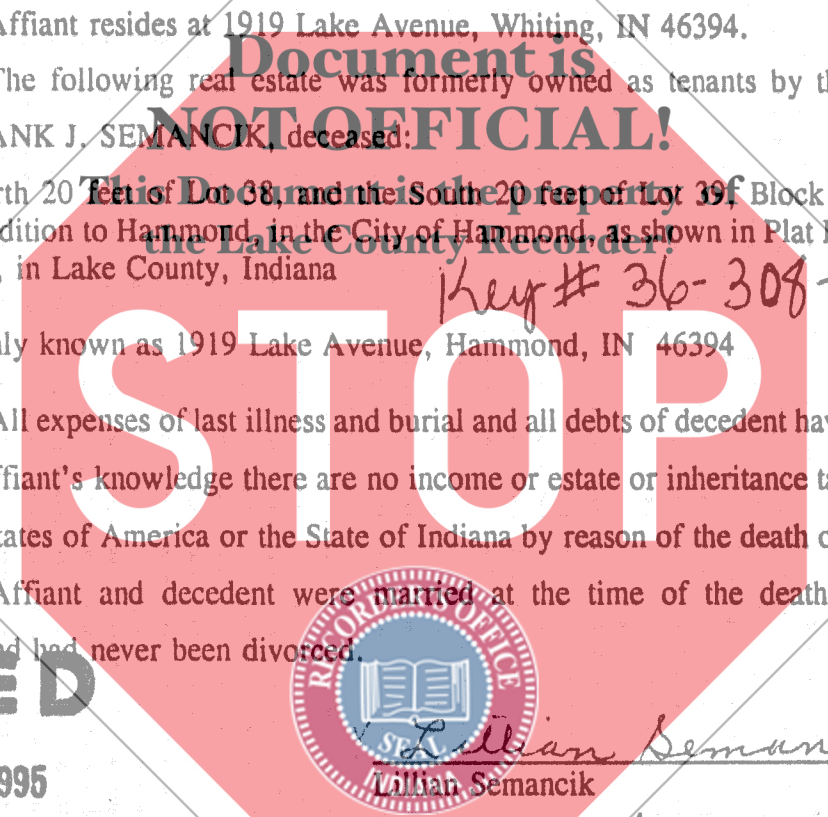 Affiant resides at 1919 Lake Avenue, Whiting, IN 46394.
Document is
The following real estate was formerly owned as tenants by th
NOT OFFICIAL!
ANK J. SEMANCIK, deceased:
This Document is the property of
rth 20 feet of Lot 38, and the South 20 feet of Lot 39, Block
the Lake County Recorder!
dition to Hammond, in the City of Hammond, as shown in Plat
, in Lake County, Indiana
Key # 36-308-
STOP
ly known as 1919 Lake Avenue, Hammond, IN 46394
All expenses of last illness and burial and all debts of decedent hav
ffiant's knowledge there are no income or estate or inheritance ta
tates of America or the State of Indiana by reason of the death o
Affiant and decedent were married at the time of the death
d had never been divorced.
ED
RECORDER'S OFFICE
SEAL
INDIANA
Lillian Seman
995
Lillian Semancik